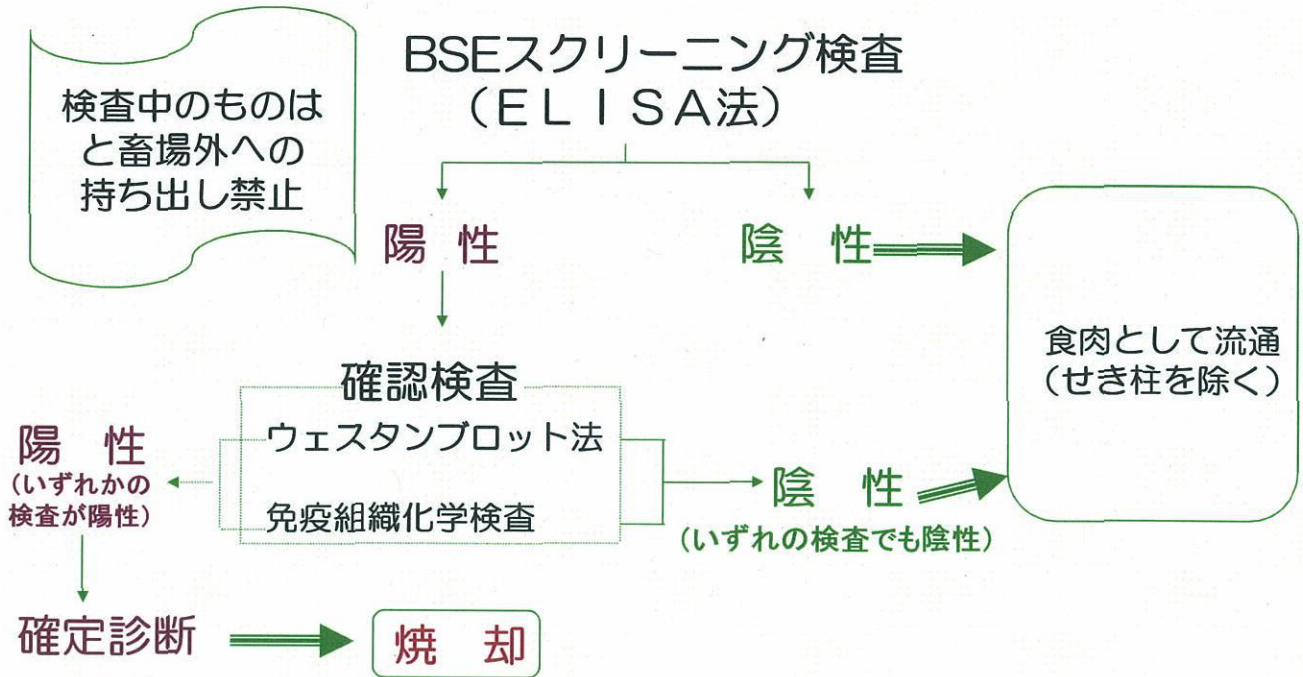 検査中のものは
と畜場外への
持ち出し禁止
BSEスクリーニング検査
(ELISA法)
陽 性
陰 性
食肉として流通
(せき柱を除く)
確認検査
ウェスタンブロット法
免疫組織化学検査
陽 性
(いずれかの
検査が陽性)
陰 性
(いずれの検査でも陰性)
確定診断
焼 却